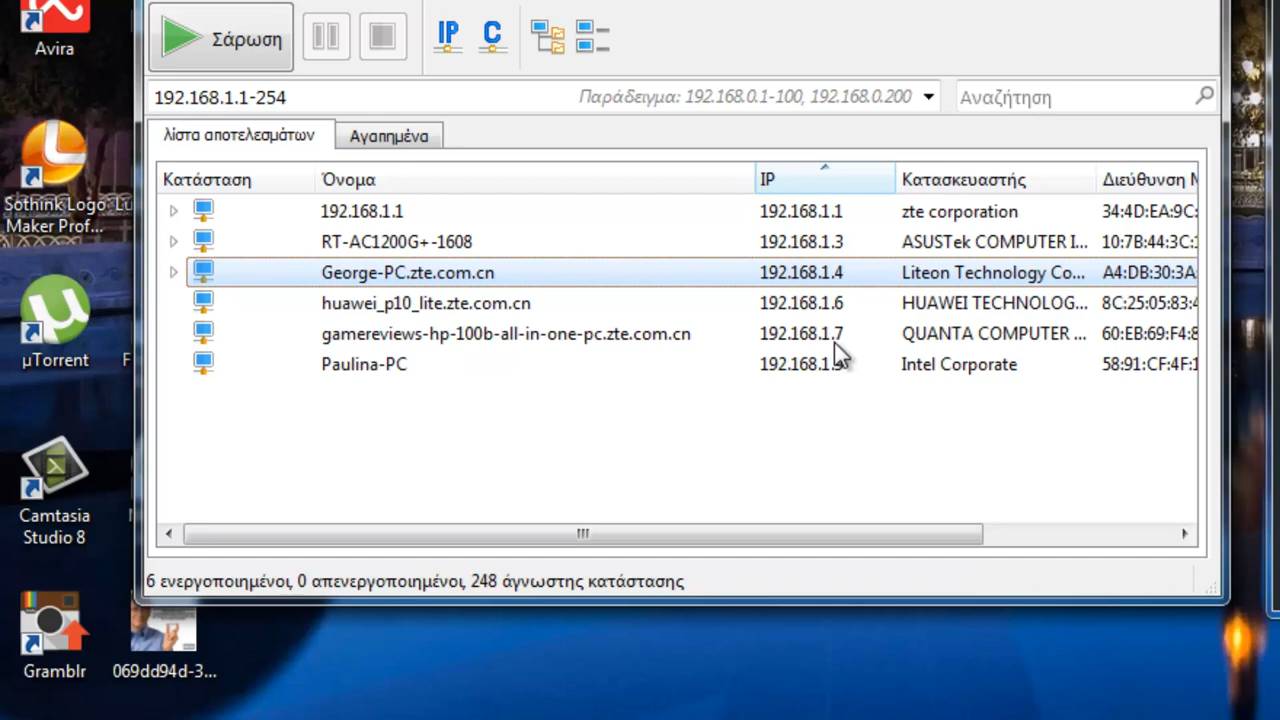 Avira
Σάρωση
IP C
192.168.1.1-254 Παράδειγμα: 192.168.0.1-100, 192.168.0.200 Αναζήτηση
λίστα αποτελεσμάτων Αγαπημένα
Κατάσταση Όνομα IP Κατασκευαστής Διεύθυνση M
192.168.1.1 192.168.1.1 zte corporation 34:4D:EA:9C:
RT-AC1200G+-1608 192.168.1.3 ASUSTek COMPUTER I... 10:7B:44:3C:1
George-PC.zte.com.cn 192.168.1.4 Liteon Technology Co... A4:DB:30:3A:
huawei_p10_lite.zte.com.cn 192.168.1.6 HUAWEI TECHNOLOG... 8C:25:05:83:4
gamereviews-hp-100b-all-in-one-pc.zte.com.cn 192.168.1.7 QUANTA COMPUTER ... 60:EB:69:F4:8
Paulina-PC Intel Corporate 58:91:CF:4F:1
6 ενεργοποιημένοι, 0 απενεργοποιημένοι, 248 άγνωστης κατάστασης
Sothink Logo
Maker Prof...
µTorrent
Camtasia
Studio 8
Gramblr
069dd94d-3...